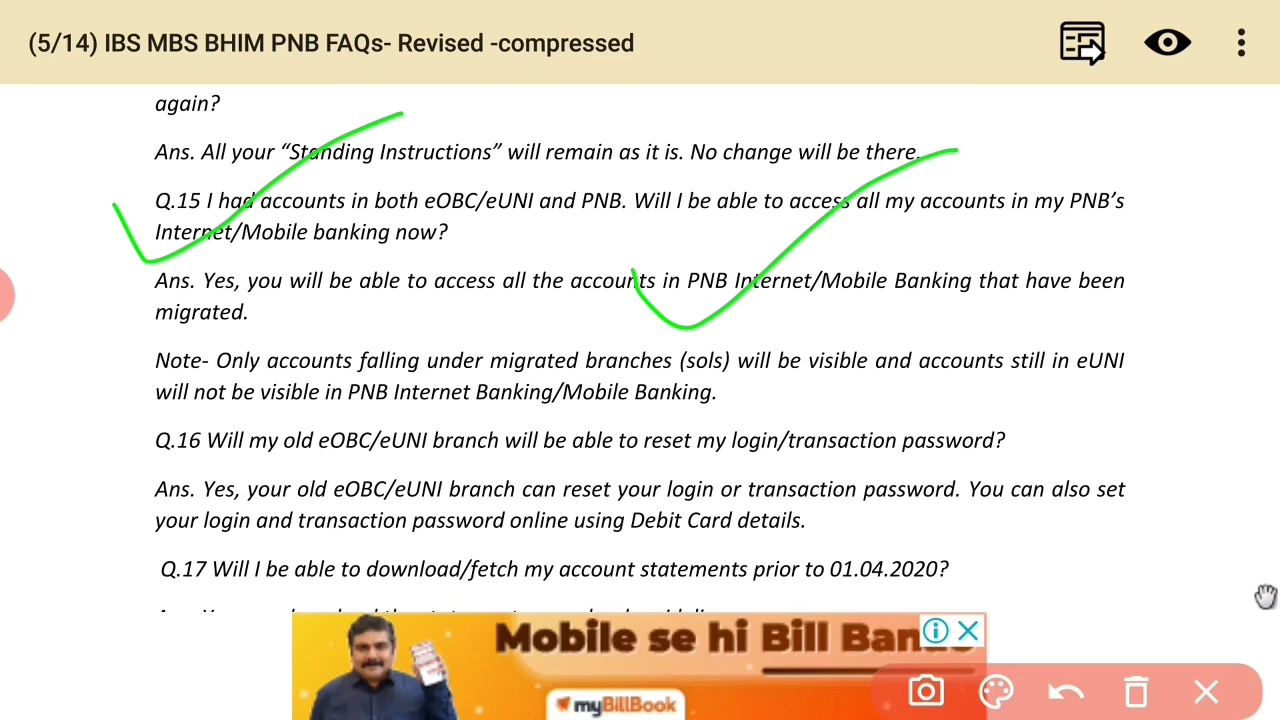 (5/14) IBS MBS BHIM PNB FAQs- Revised -compressed
again?
Ans. All your “Standing Instructions” will remain as it is. No change will be there.
Q.15 I had accounts in both eOBC/eUNI and PNB. Will I be able to access all my accounts in my PNB’s
Internet/Mobile banking now?
Ans. Yes, you will be able to access all the accounts in PNB Internet/Mobile Banking that have been
migrated.
Note- Only accounts falling under migrated branches (sols) will be visible and accounts still in eUNI
will not be visible in PNB Internet Banking/Mobile Banking.
Q.16 Will my old eOBC/eUNI branch will be able to reset my login/transaction password?
Ans. Yes, your old eOBC/eUNI branch can reset your login or transaction password. You can also set
your login and transaction password online using Debit Card details.
Q.17 Will I be able to download/fetch my account statements prior to 01.04.2020?
Mobile se hi Bill
myBillBook